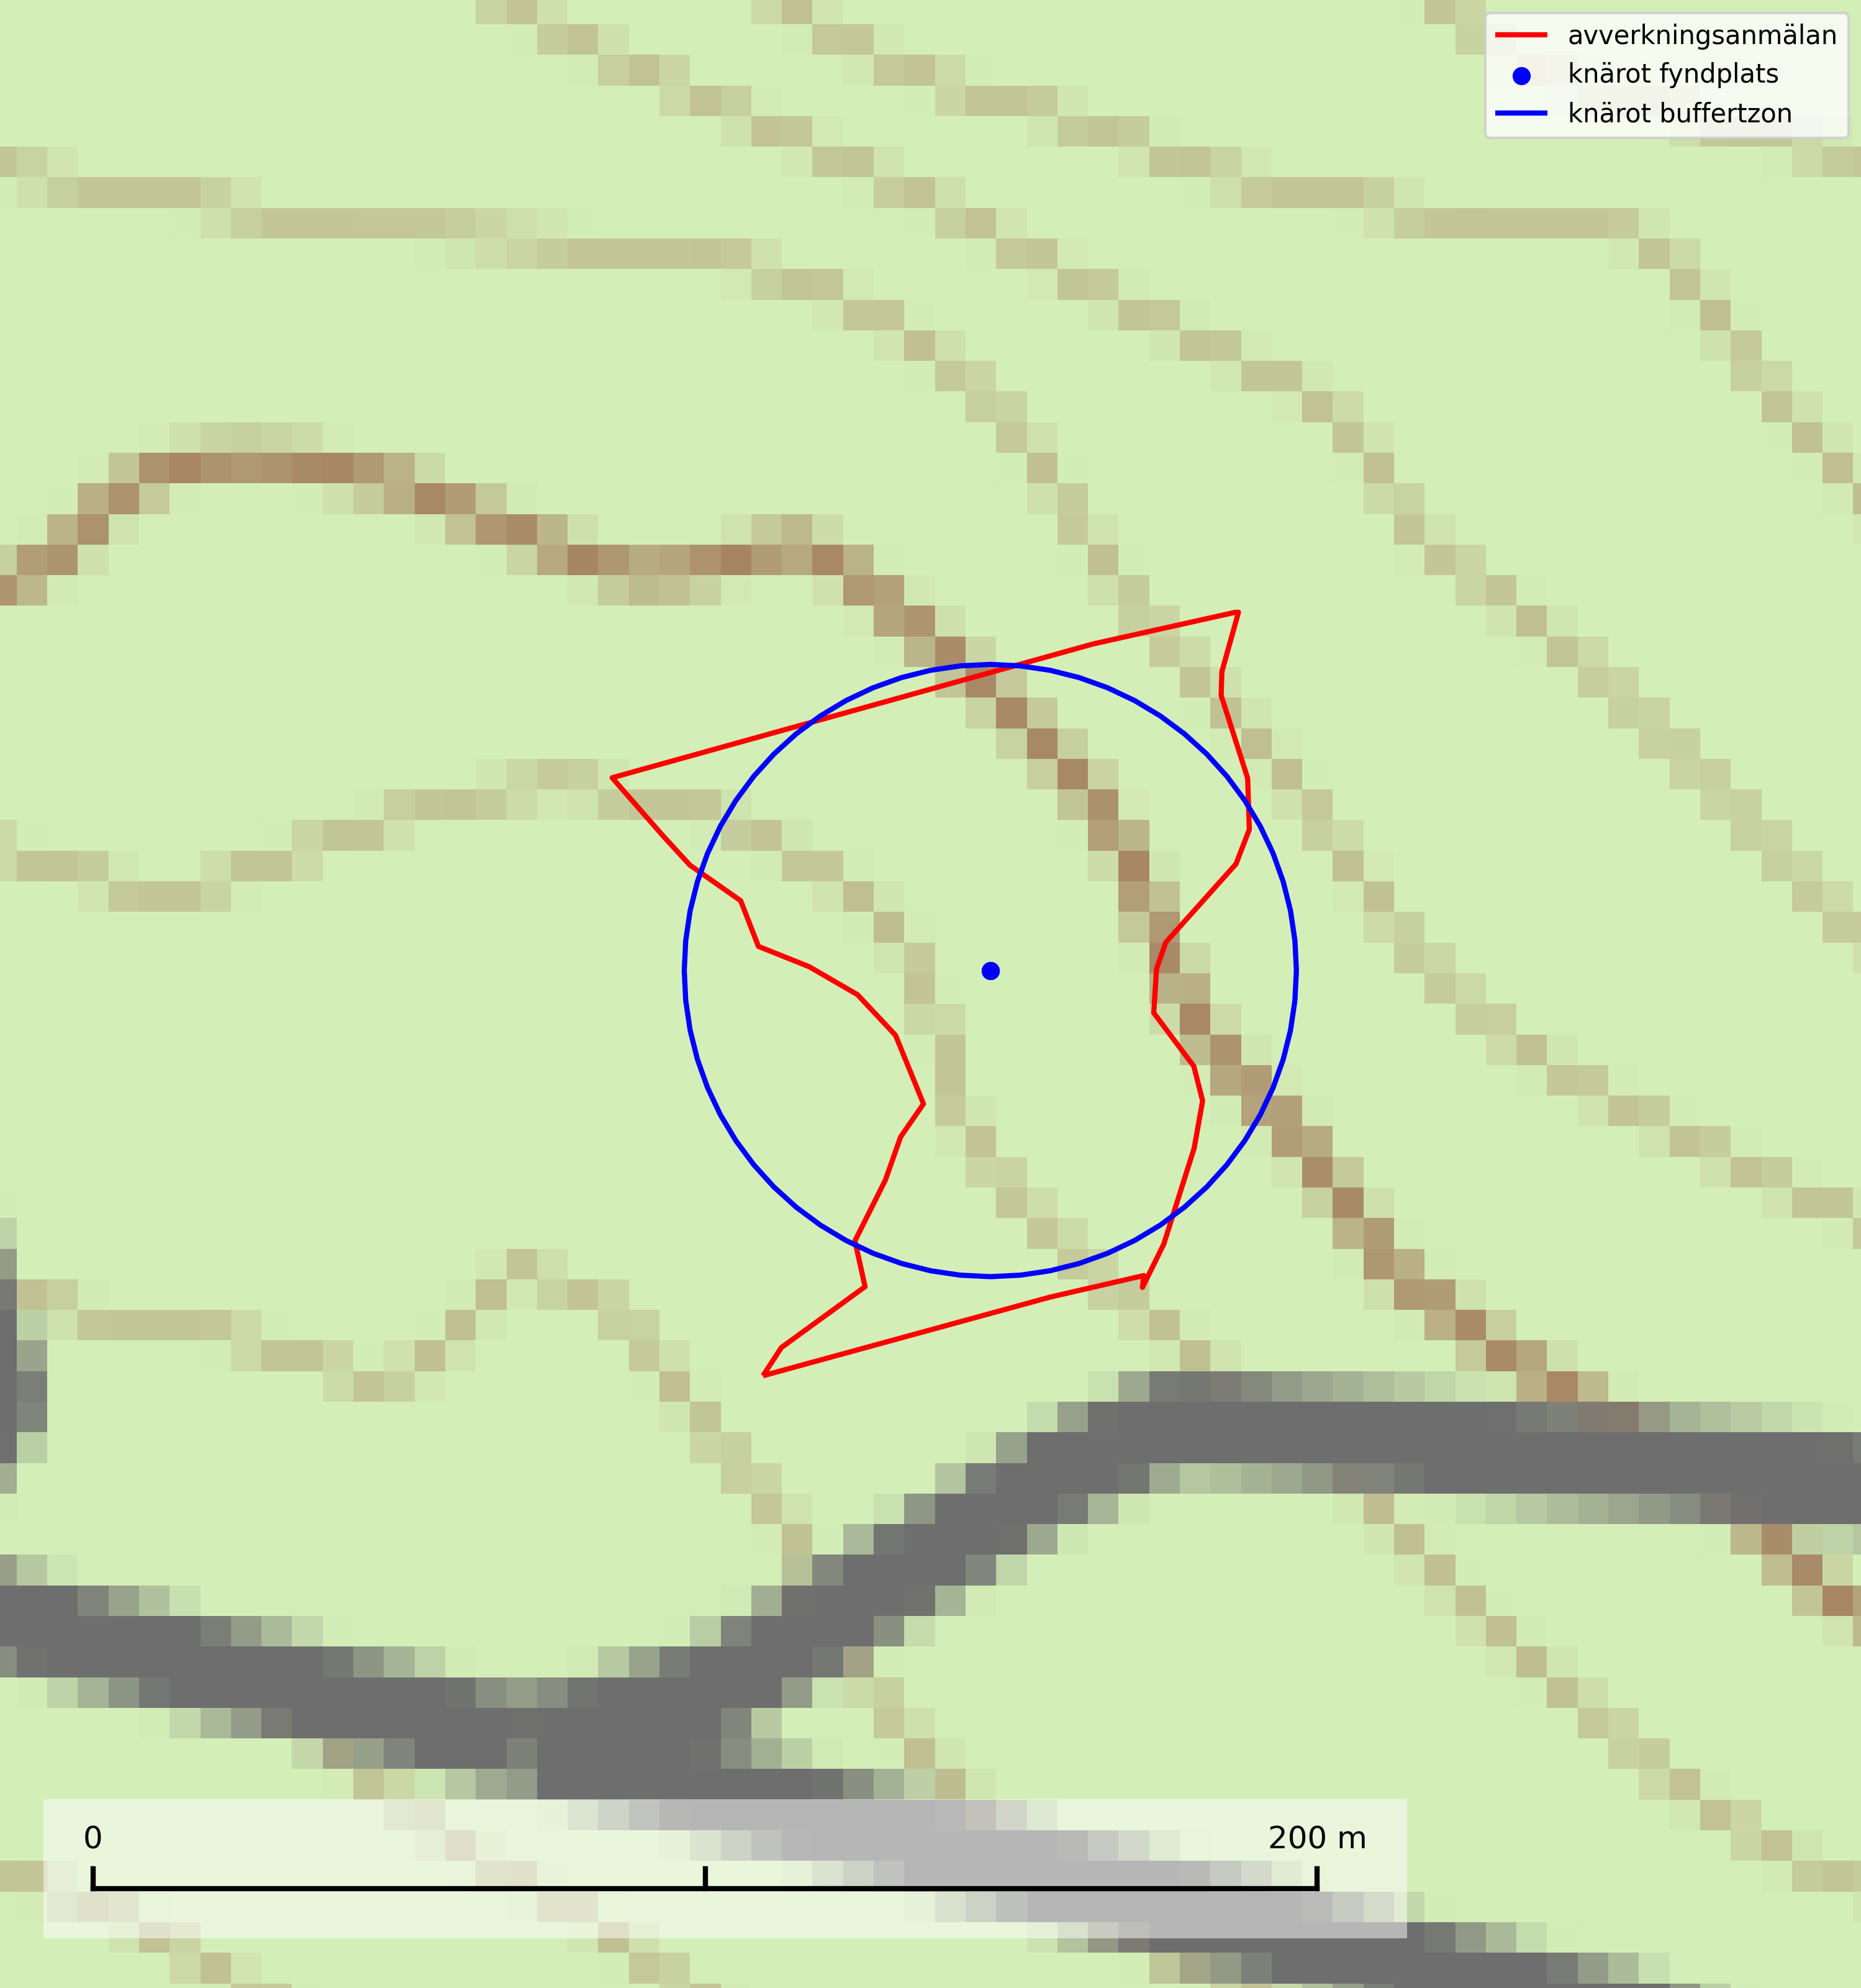 avverkningsanmälan
knärot fyndplats
knärot buffertzon
0
200 m